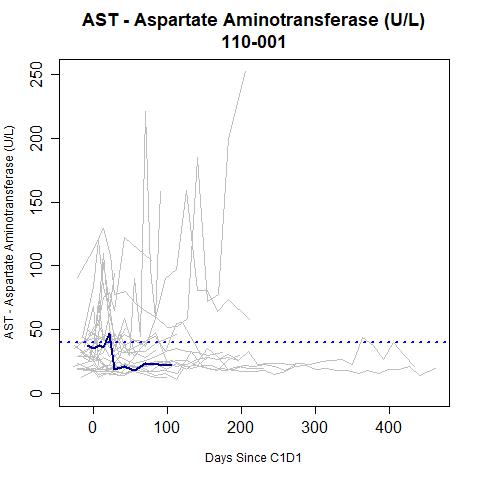 AST - Aspartate Aminotransferase (U/L)
110-001
AST - Aspartate Aminotransferase (U/L)
250
200
150
100
50
0
0 100 200 300 400
Days Since C1D1